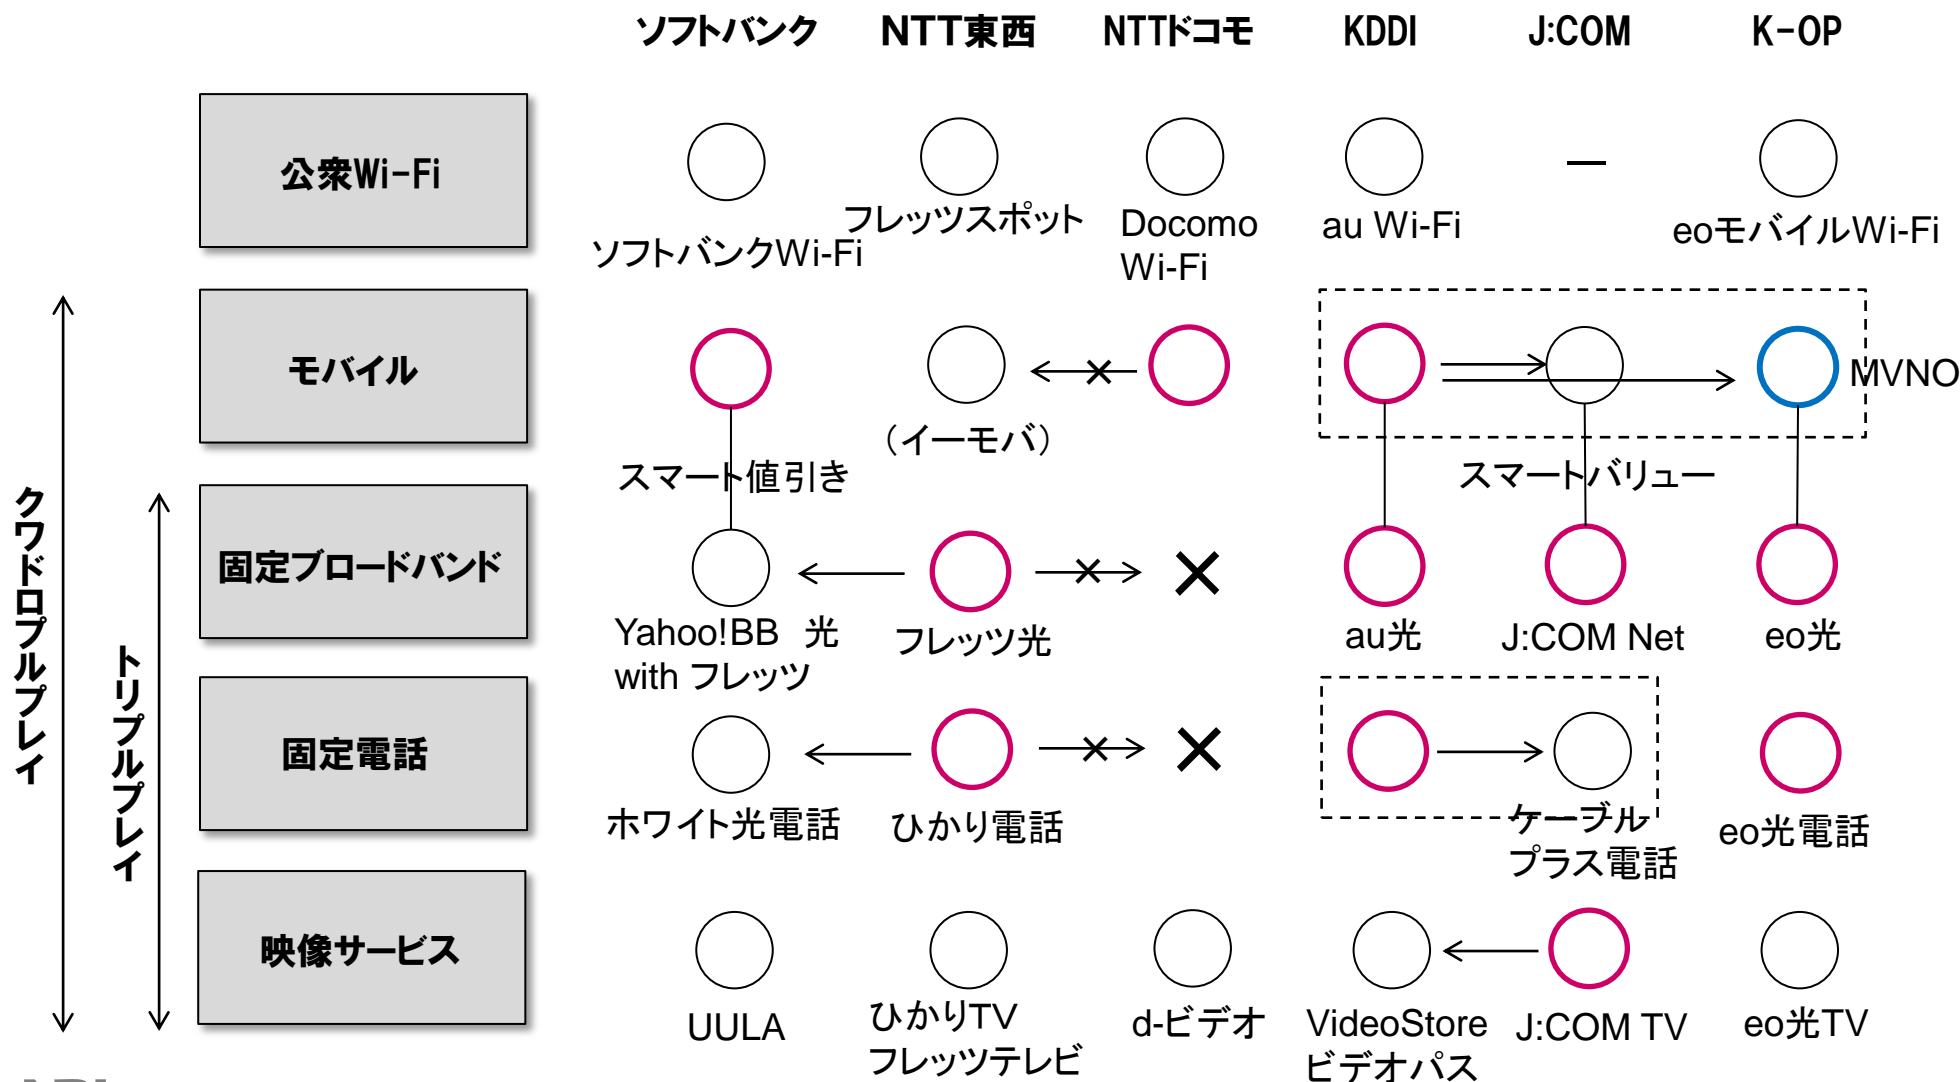 ソフトバンク NTT東西 NTTドコモ KDDI J:COM K-OP
公衆Wi-Fi
ソフトバンクWi-Fi
フレッツスポット
Docomo
Wi-Fi
au Wi-Fi
―
eoモバイルWi-Fi
モバイル
(イーモバ)
MVNO
スマート値引き
スマートバリュー
固定ブロードバンド
Yahoo!BB 光
with フレッツ
フレッツ光
au光
J:COM Net
eo光
固定電話
ホワイト光電話
ひかり電話
ケーブル
プラス電話
eo光電話
映像サービス
UULA
ひかりTV
フレッツテレビ
d-ビデオ
VideoStore
ビデオパス
J:COM TV
eo光TV
クワドロプルプレイ
トリプルプレイ